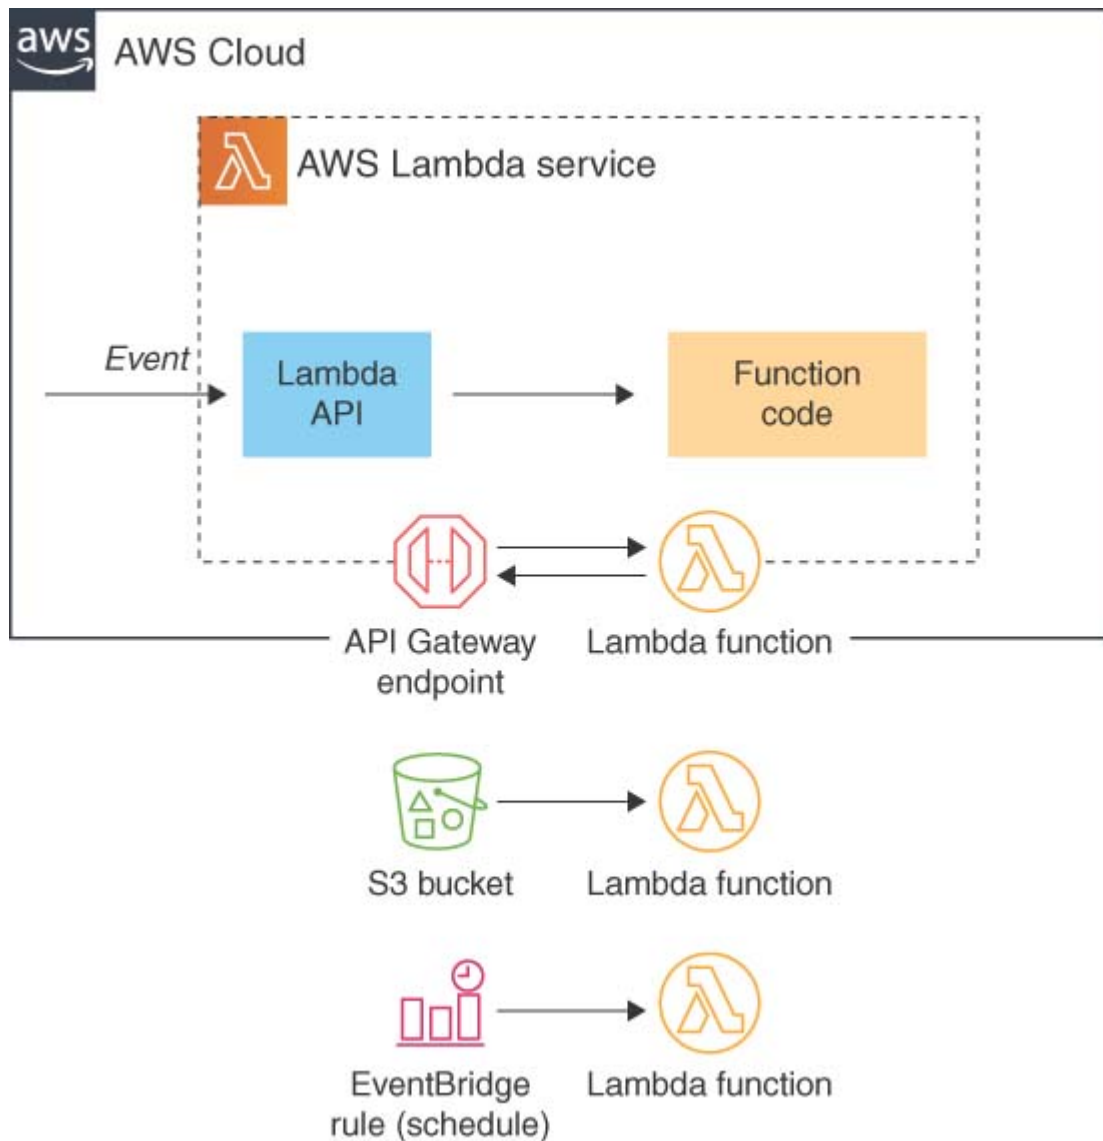 aws
AWS Cloud
AWS Lambda service
Event
Lambda
API
Function
code
API Gateway
endpoint
Lambda function
S3 bucket
Lambda function
EventBridge
rule (schedule)
Lambda function